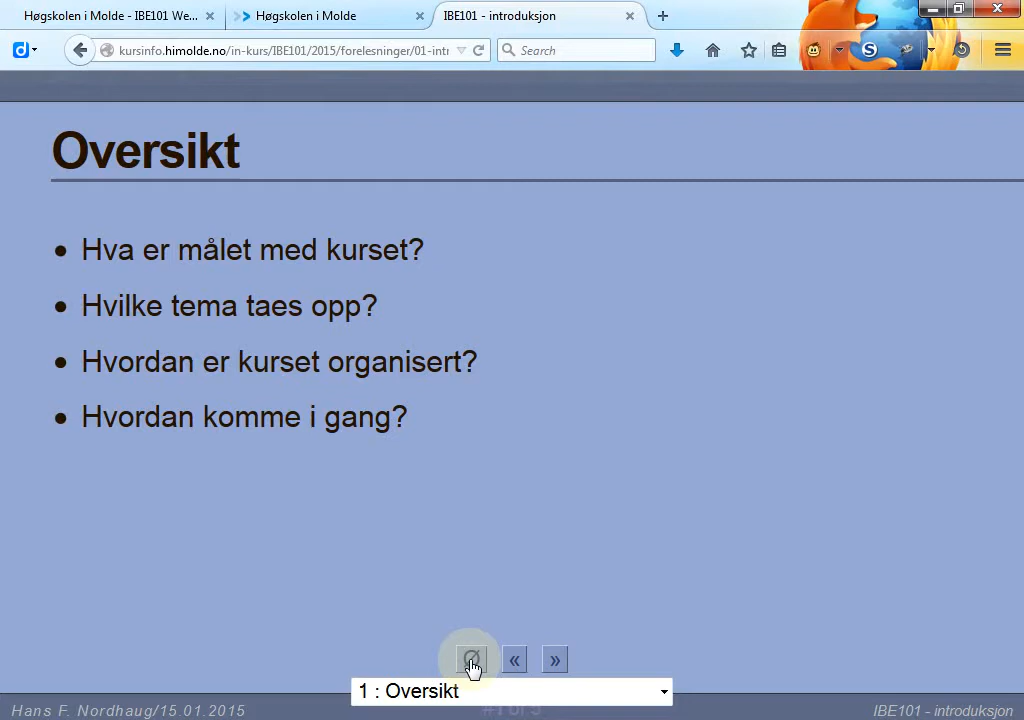 Høgskolen i Molde - IBE101 We...
Høgskolen i Molde
IBE101 - introduksjon
kursinfo.himolde.no/in-kurs/IBE101/2015/forelesninger/01-intr
Search
Oversikt
• Hva er målet med kurset?
• Hvilke tema taes opp?
• Hvordan er kurset organisert?
• Hvordan komme i gang?
Ø « »
1 : Oversikt
Hans F. Nordhaug/15.01.2015
IBE101 - introduksjon